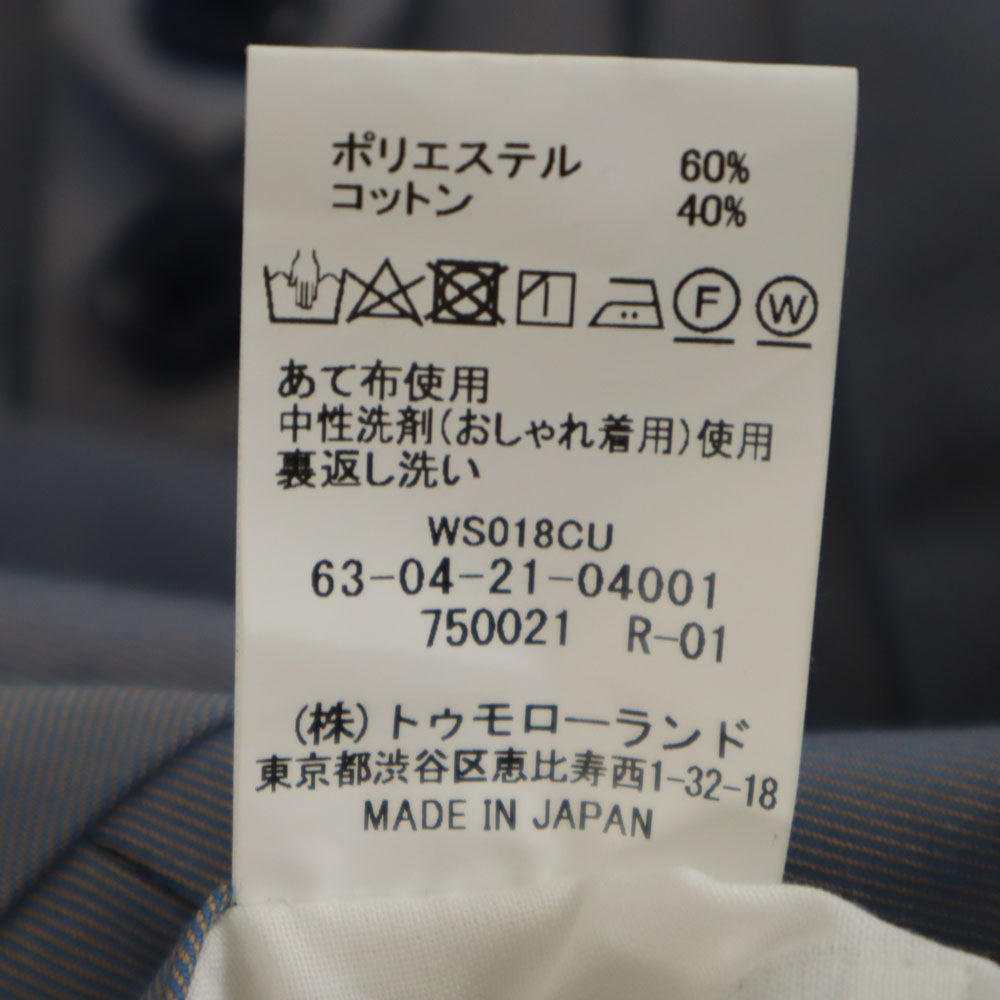 ポリエステル 60%
コットン 40%
F W
あて布使用
中性洗剤(おしゃれ着用)使用
裏返し洗い
WS018CU
63-04-21-04001
750021 R-01
(株)トゥモローランド
東京都渋谷区恵比寿西1-32-18
MADE IN JAPAN